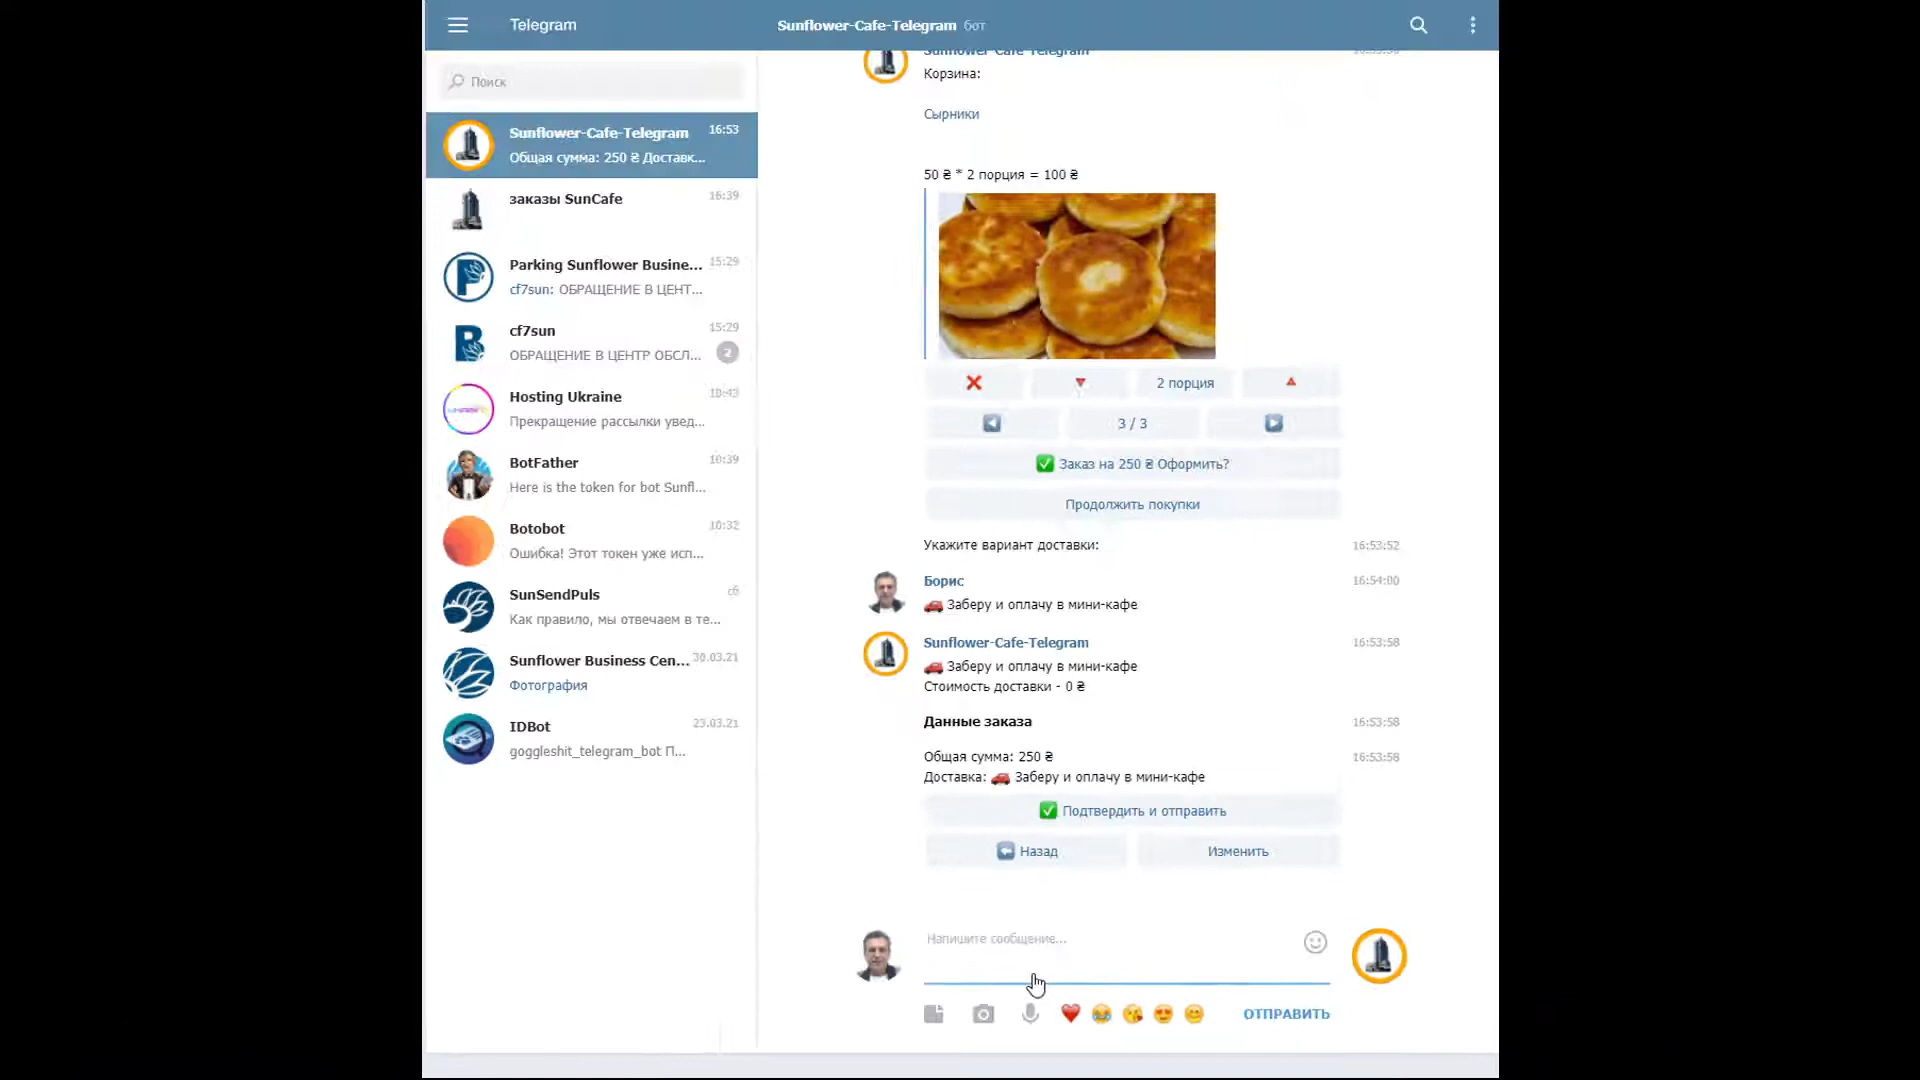 Telegram
Sunflower-Cafe-Telegram бот
Поиск
Sunflower-Cafe-Telegram 16:53
Общая сумма: 250 ₴ Доставк...
заказы SunCafe 16:39
Parking Sunflower Busine... 15:29
cf7sun: ОБРАЩЕНИЕ В ЦЕНТ...
cf7sun 15:29
ОБРАЩЕНИЕ В ЦЕНТР ОБСЛ... 2
Hosting Ukraine 10:43
Прекращение рассылки увед...
BotFather 10:39
Here is the token for bot Sunfl...
Botobot 10:32
Ошибка! Этот токен уже исп...
SunSendPuls сб
Как правило, мы отвечаем в те...
Sunflower Business Cen... 30.03.21
Фотография
IDBot 23.03.21
goggleshit_telegram_bot П...
Sunflower-Cafe-Telegram
Корзина:
Сырники
50 ₴ * 2 порция = 100 ₴
2 порция
3 / 3
✅ Заказ на 250 ₴ Оформить?
Продолжить покупки
Укажите вариант доставки: 16:53:52
Борис 16:54:00
🚗 Заберу и оплачу в мини-кафе
Sunflower-Cafe-Telegram 16:53:58
🚗 Заберу и оплачу в мини-кафе
Стоимость доставки - 0 ₴
Данные заказа 16:53:58
Общая сумма: 250 ₴ 16:53:58
Доставка: 🚗 Заберу и оплачу в мини-кафе
✅ Подтвердить и отправить
Назад
Изменить
Напишите сообщение...
ОТПРАВИТЬ